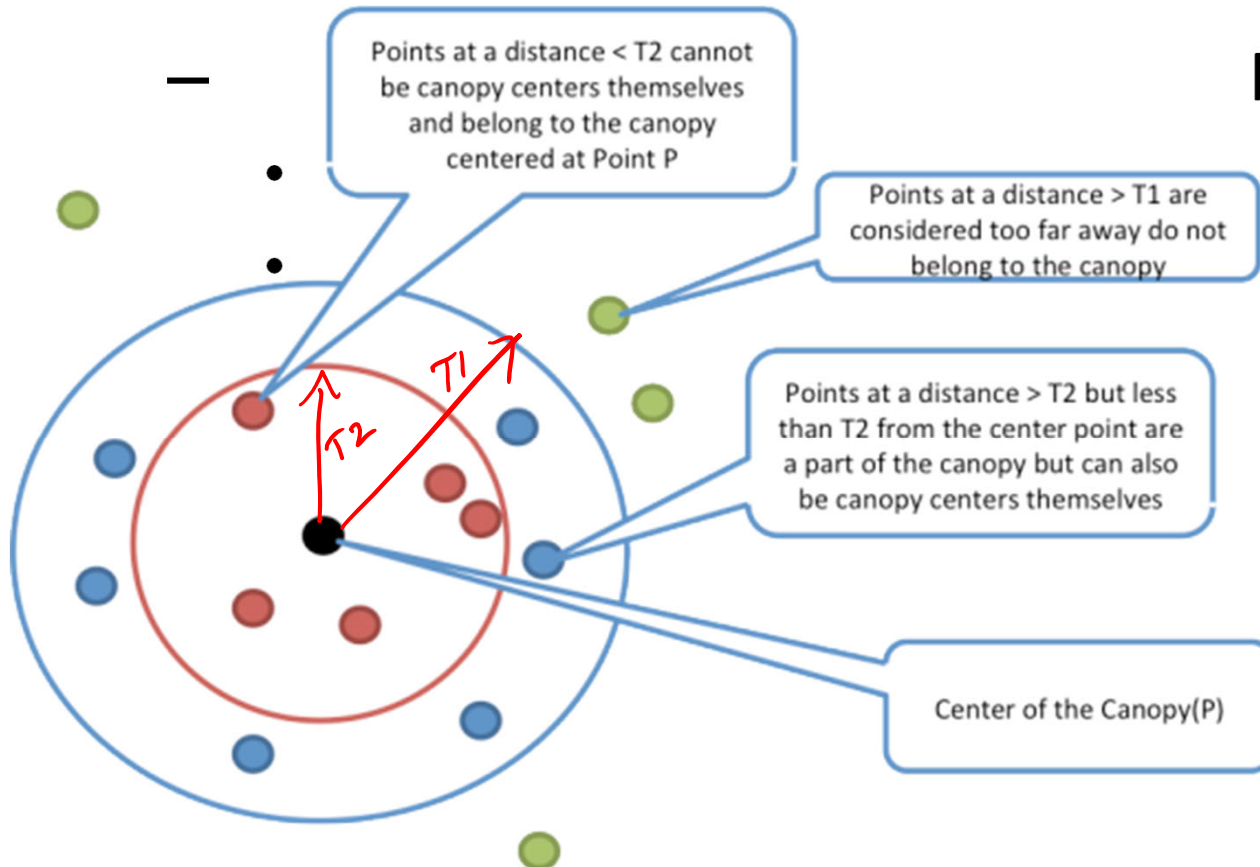 Points at a distance < T2 cannot
be canopy centers themselves
and belong to the canopy
centered at Point P
Points at a distance > T1 are
considered too far away do not
belong to the canopy
T1
T2
Points at a distance > T2 but less
than T2 from the center point are
a part of the canopy but can also
be canopy centers themselves
Center of the Canopy(P)